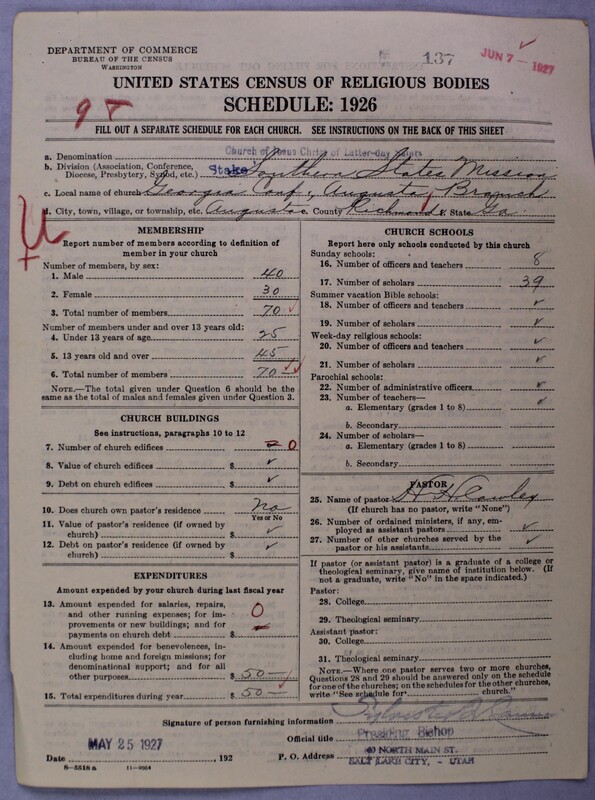 DEPARTMENT OF COMMERCE
BUREAU OF THE CENSUS
WASHINGTON
137
JUN 7 - 1927
UNITED STATES CENSUS OF RELIGIOUS BODIES
SCHEDULE: 1926
FILL OUT A SEPARATE SCHEDULE FOR EACH CHURCH. SEE INSTRUCTIONS ON THE BACK OF THIS SHEET
a. Denomination Church of Jesus Christ of Latter-day Saints
b. Division (Association, Conference, Diocese, Presbytery, Synod, etc.) Stake Southern States Mission
c. Local name of church Georgia Conf., Augusta, Branch
d. City, town, village, or township, etc. Augusta e. County Richmond f. State Ga.
MEMBERSHIP
Report number of members according to definition of member in your church
Number of members, by sex:
1. Male 40
2. Female 30
3. Total number of members 70 ✓
Number of members under and over 13 years old:
4. Under 13 years of age 25
5. 13 years old and over 45
6. Total number of members 70 ✓
NOTE.—The total given under Question 6 should be the same as the total of males and females given under Question 3.
CHURCH BUILDINGS
See instructions, paragraphs 10 to 12
7. Number of church edifices 0
8. Value of church edifices $ ✓
9. Debt on church edifices $ ✓
10. Does church own pastor's residence? No
Yes or No
11. Value of pastor's residence (if owned by church) $ ✓
12. Debt on pastor's residence (if owned by church) $ ✓
EXPENDITURES
Amount expended by your church during last fiscal year
13. Amount expended for salaries, repairs, and other running expenses; for improvements or new buildings; and for payments on church debt $ 0
14. Amount expended for benevolences, including home and foreign missions; for denominational support; and for all other purposes $ 50—
15. Total expenditures during year $ 50—
CHURCH SCHOOLS
Report here only schools conducted by this church
Sunday schools:
16. Number of officers and teachers 8
17. Number of scholars 39
Summer vacation Bible schools:
18. Number of officers and teachers ✓
19. Number of scholars ✓
Week-day religious schools:
20. Number of officers and teachers ✓
21. Number of scholars ✓
Parochial schools:
22. Number of administrative officers ✓
23. Number of teachers—
a. Elementary (grades 1 to 8) ✓
b. Secondary
24. Number of scholars—
a. Elementary (grades 1 to 8)
b. Secondary
PASTOR
25. Name of pastor H H
(If church has no pastor, write "None")
26. Number of ordained ministers, if any, employed as assistant pastors ✓
27. Number of other churches served by the pastor or his assistants ✓
If pastor (or assistant pastor) is a graduate of a college or theological seminary, give name of institution below. (If not a graduate, write "No" in the space indicated.)
Pastor:
28. College
29. Theological seminary
Assistant pastor:
30. College
31. Theological seminary
NOTE.—Where one pastor serves two or more churches, Questions 28 and 29 should be answered only on the schedule for one of the churches; on the schedules for the other churches, write "See schedule for church."
Signature of person furnishing information
Official title Presiding Bishop
Date MAY 25 1927, 192 P. O. Address 40 NORTH MAIN ST.
SALT LAKE CITY, - UTAH
8—5518 a 11—9664